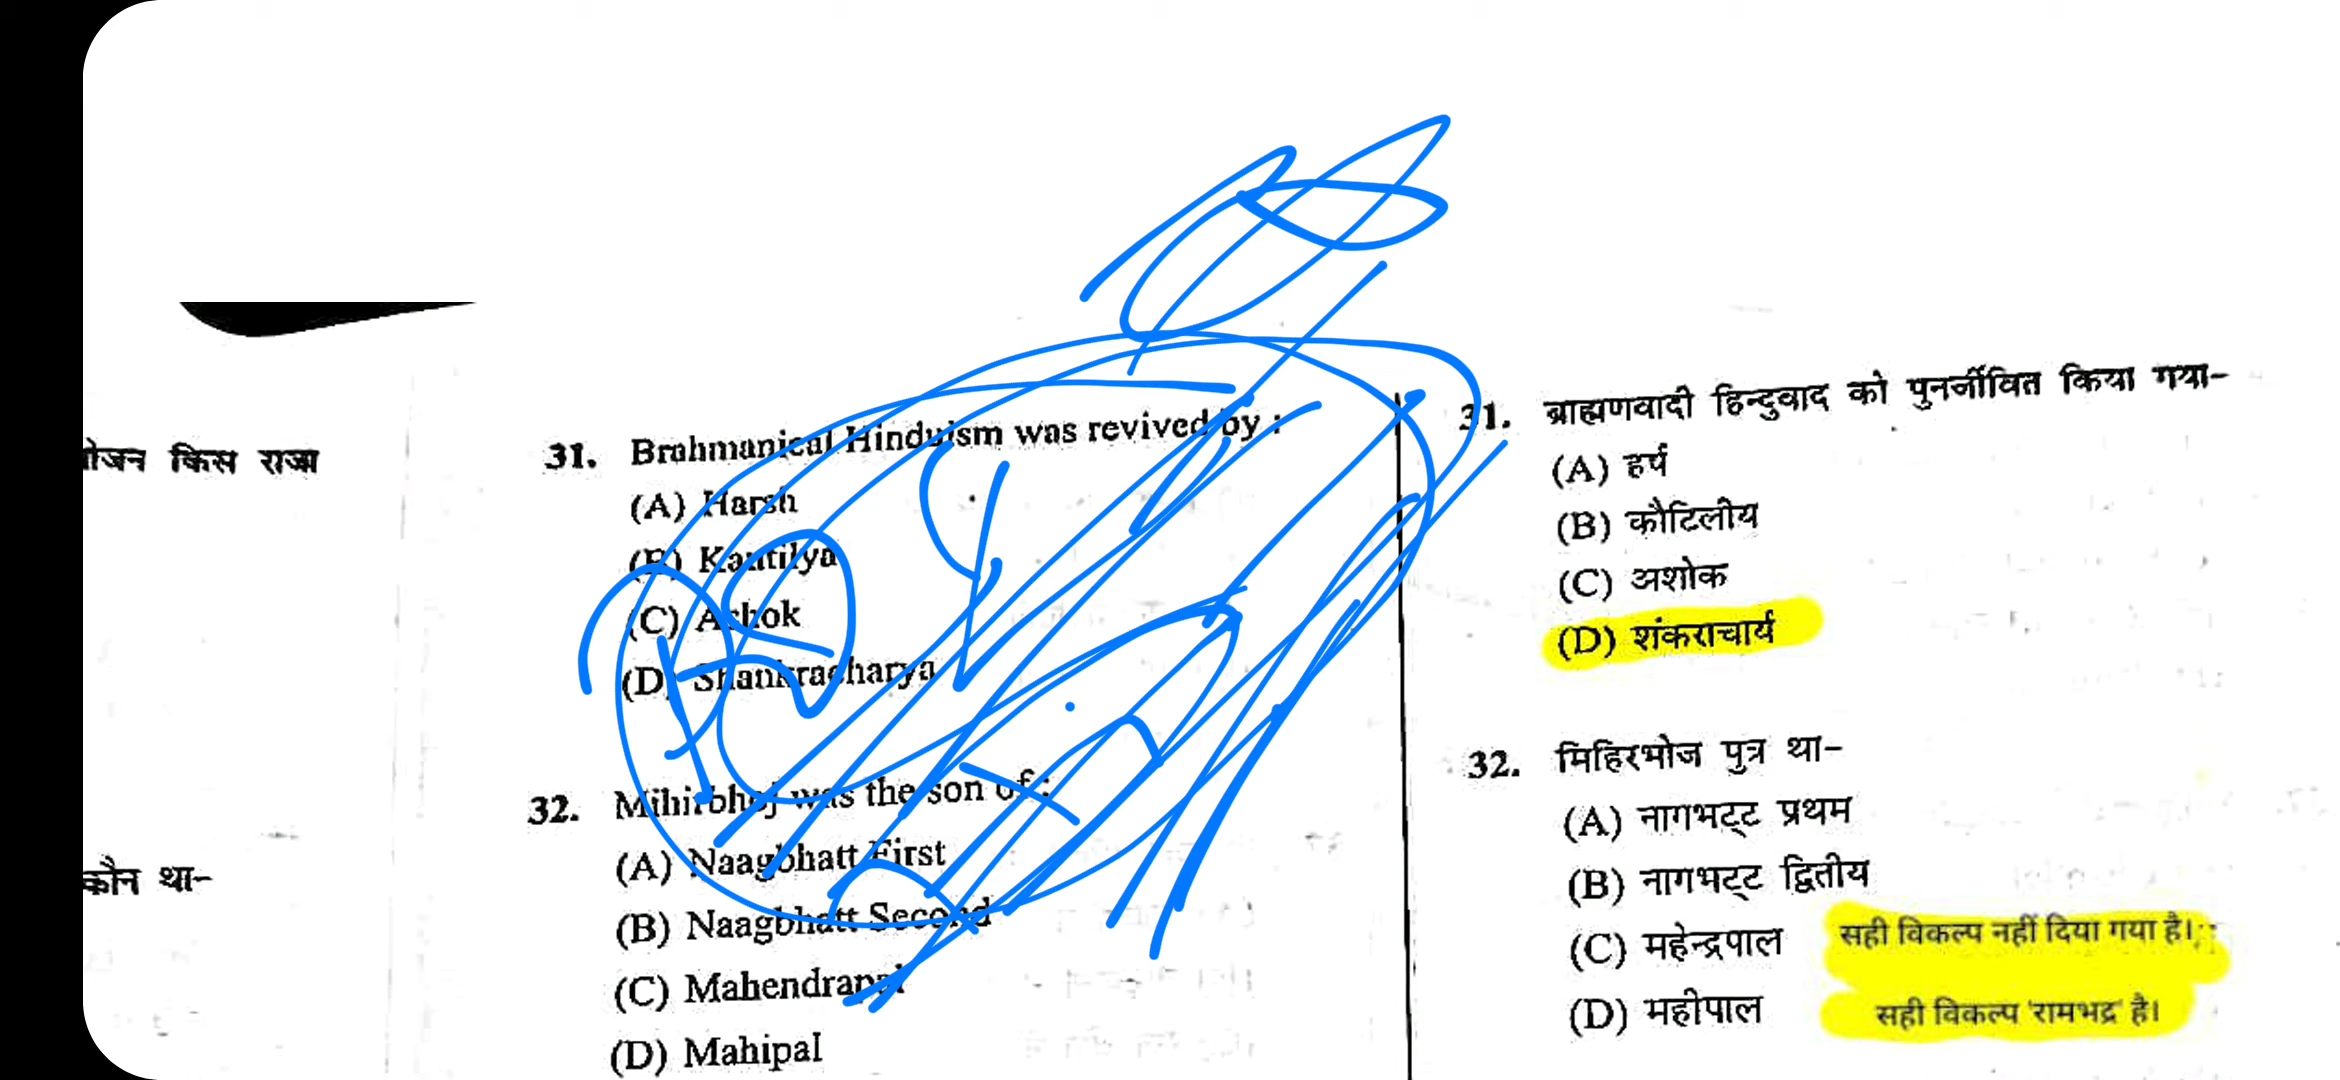 योजन किस राजा
कौन था-
31. Brahmanical Hinduism was revived by :
(A) Harsh
(B) Kautilya
(C) Ashok
(D) Shankracharya
32. Mihirbhoj was the son of :
(A) Naagbhatt First
(B) Naagbhatt Second
(C) Mahendrapal
(D) Mahipal
31. ब्राह्मणवादी हिन्दुवाद को पुनर्जीवित किया गया-
(A) हर्ष
(B) कौटिलीय
(C) अशोक
(D) शंकराचार्य
32. मिहिरभोज पुत्र था-
(A) नागभट्ट प्रथम
(B) नागभट्ट द्वितीय
(C) महेन्द्रपाल सही विकल्प नहीं दिया गया है।
(D) महीपाल सही विकल्प 'रामभद्र' है।